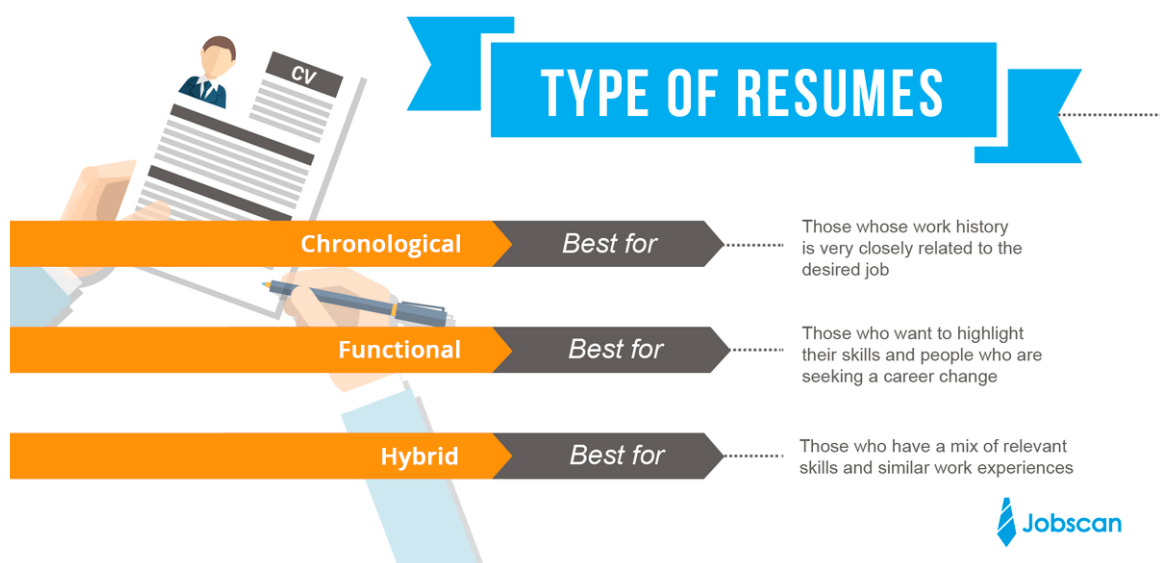 CV
TYPE OF RESUMES
Chronological
Best for
Those whose work history
is very closely related to the
desired job
Functional
Best for
Those who want to highlight
their skills and people who are
seeking a career change
Hybrid
Best for
Those who have a mix of relevant
skills and similar work experiences
Jobscan